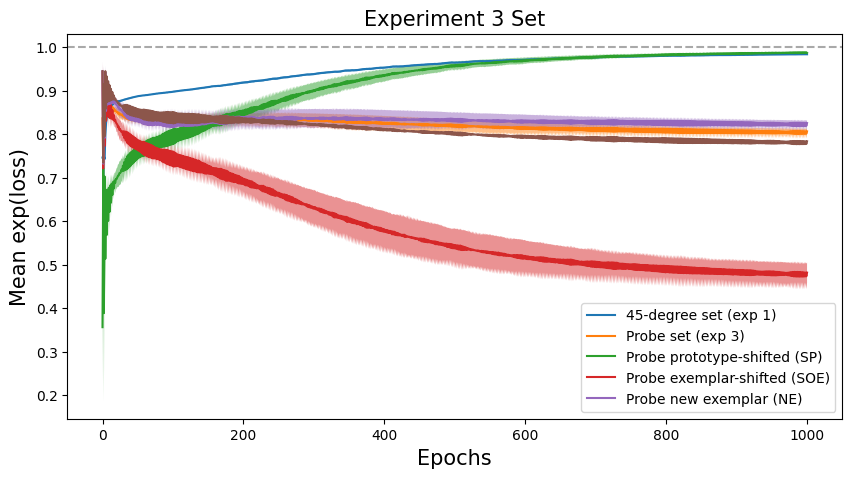 Experiment 3 Set
Mean exp(loss)
1.0
0.9
0.8
0.7
0.6
0.5
0.4
0.3
0.2
0
200
400
600
800
1000
Epochs
45-degree set (exp 1)
Probe set (exp 3)
Probe prototype-shifted (SP)
Probe exemplar-shifted (SOE)
Probe new exemplar (NE)